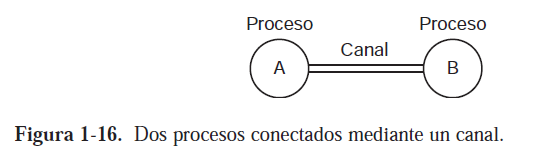 Proceso Proceso
Canal
A B
Figura 1-16. Dos procesos conectados mediante un canal.